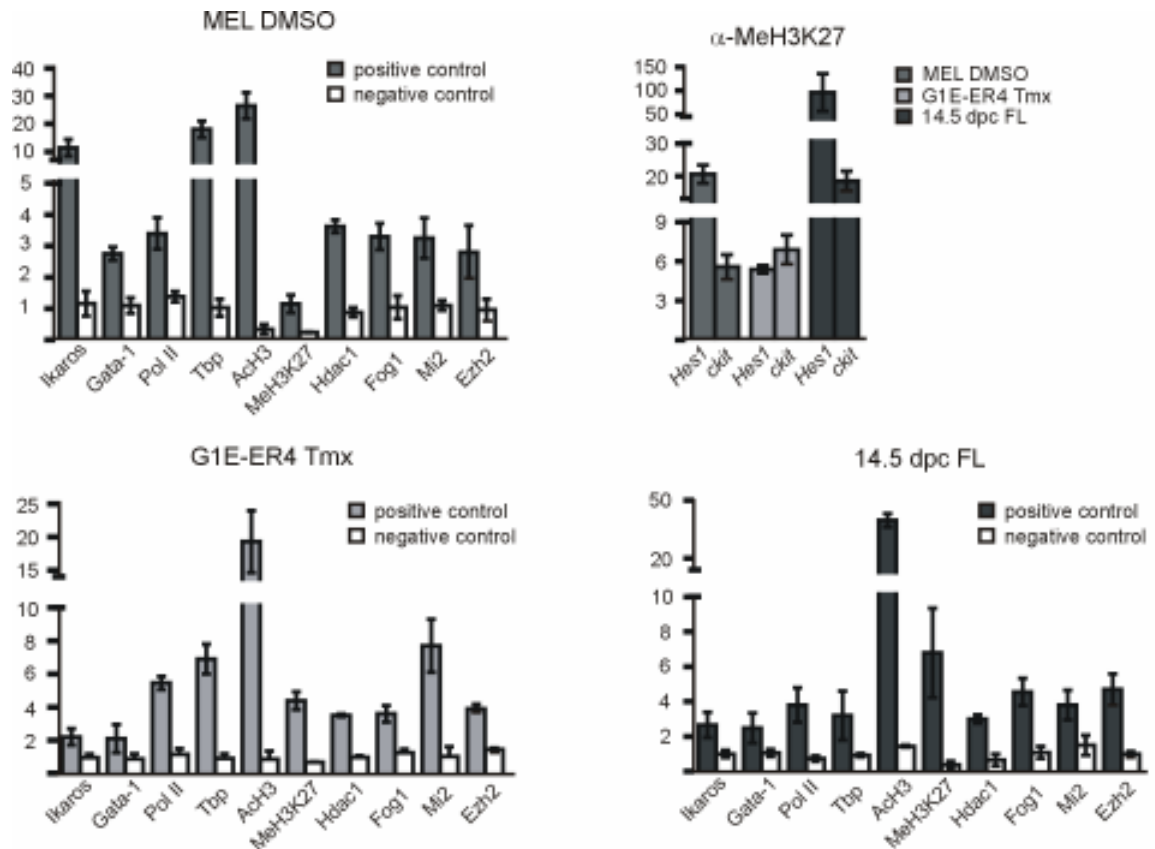 MEL DMSO
positive control
negative control
40
30
20
10
5
4
3
2
1
Ikaros Gata-1 Pol II Tbp AcH3 MeH3K27 Hdac1 Fog1 Mi2 Ezh2
α-MeH3K27
MEL DMSO
G1E-ER4 Tmx
14.5 dpc FL
150
100
50
30
20
9
6
3
Hes1 ckit Hes1 ckit Hes1 ckit
G1E-ER4 Tmx
positive control
negative control
25
20
15
10
8
6
4
2
Ikaros Gata-1 Pol II Tbp AcH3 MeH3K27 Hdac1 Fog1 Mi2 Ezh2
14.5 dpc FL
positive control
negative control
50
20
10
8
6
4
2
Ikaros Gata-1 Pol II Tbp AcH3 MeH3K27 Hdac1 Fog1 Mi2 Ezh2